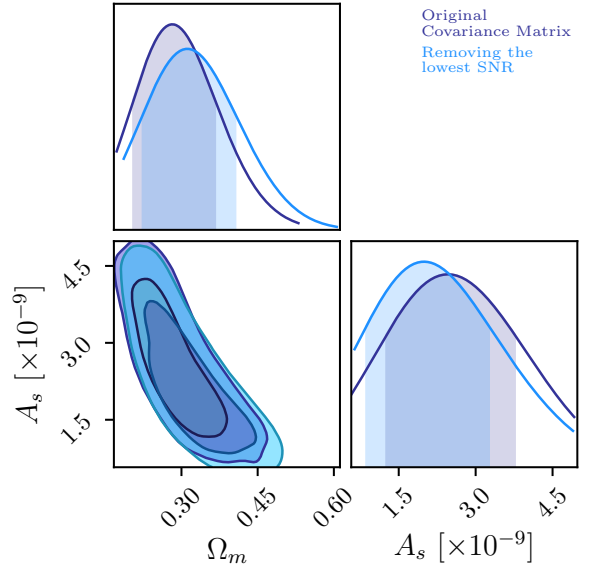 Original
Covariance Matrix
Removing the
lowest SNR
4.5
3.0
1.5
A_s [×10⁻⁹]
0.30 0.45 0.60
Ω_m
1.5 3.0 4.5
A_s [×10⁻⁹]